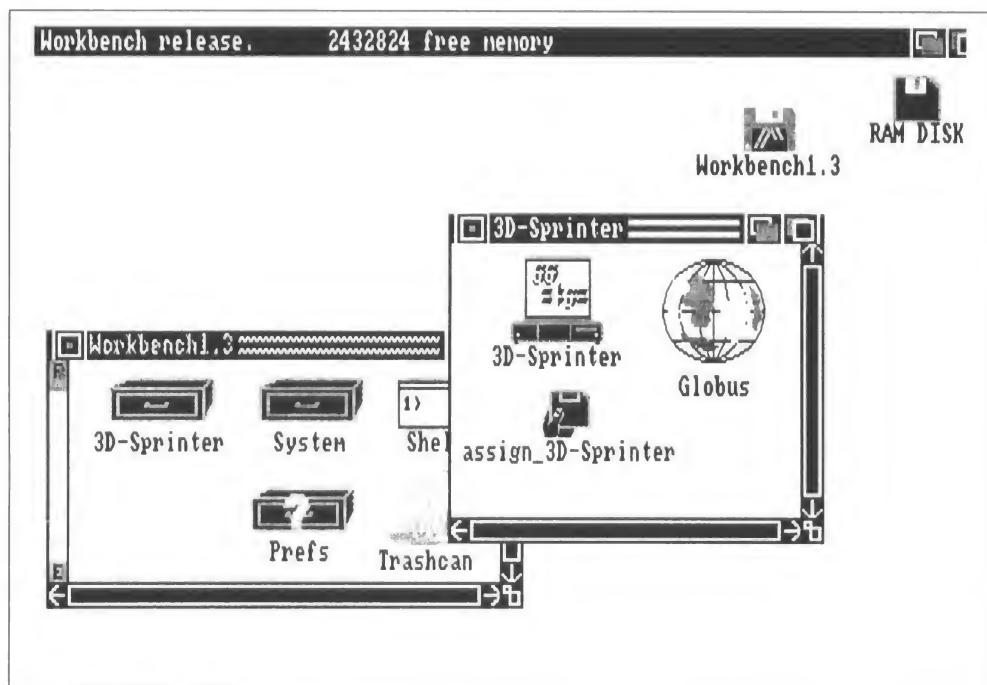 Workbench release. 2432824 free memory
RAM DISK
Workbench1.3
3D-Sprinter
3D-Sprinter
Globus
assign_3D-Sprinter
Workbench1.3
3D-Sprinter
System
1>
Shel
Prefs
Trashcan
E